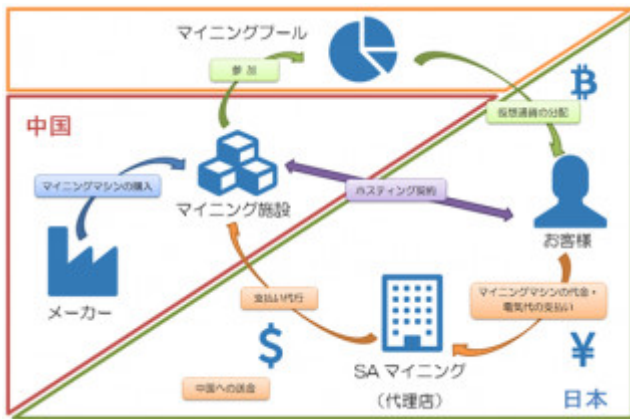 マイニングプール
参加
中国
仮想通貨の分配
マイニングマシンの購入
マイニング施設
ホスティング契約
お客様
メーカー
支払い代行
マイニングマシンの代金・
電気代の支払い
SAマイニング
(代理店)
中国への送金
日本